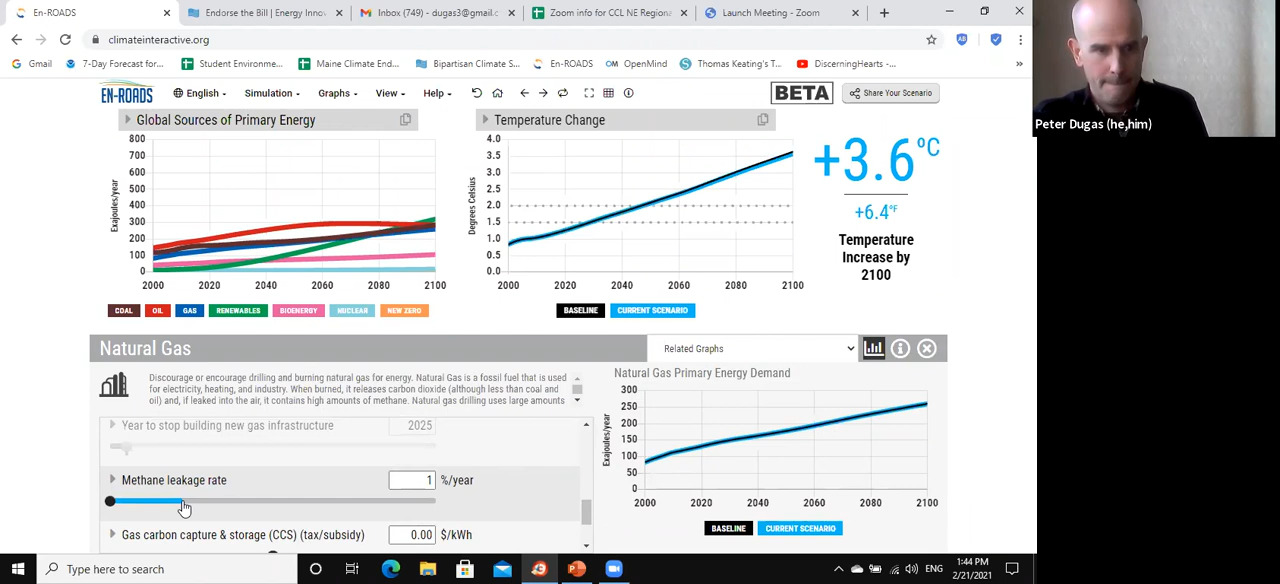 En-ROADS
Endorse the Bill | Energy Innov
Inbox (749) - dugas3@gmail.c
Zoom info for CCL NE Regiona
Launch Meeting - Zoom
climateinteractive.org
Gmail
7-Day Forecast for...
Student Environme...
Maine Climate End...
Bipartisan Climate S...
En-ROADS
OpenMind
Thomas Keating's T...
DiscerningHearts -...
EN-ROADS
English
Simulation
Graphs
View
Help
BETA
Share Your Scenario
Peter Dugas (he,him)
Global Sources of Primary Energy
800
700
600
500
400
300
200
100
0
Exajoules/year
2000 2020 2040 2060 2080 2100
COAL OIL GAS RENEWABLES BIOENERGY NUCLEAR NEW ZERO
Temperature Change
4.0
3.5
3.0
2.5
2.0
1.5
1.0
0.5
0.0
Degrees Celsius
2000 2020 2040 2060 2080 2100
BASELINE CURRENT SCENARIO
+3.6°C
+6.4°F
Temperature
Increase by
2100
Natural Gas
Related Graphs
Discourage or encourage drilling and burning natural gas for energy. Natural Gas is a fossil fuel that is used
for electricity, heating, and industry. When burned, it releases carbon dioxide (although less than coal and
oil) and, if leaked into the air, it contains high amounts of methane. Natural gas drilling uses large amounts
Year to stop building new gas infrastructure 2025
Methane leakage rate 1 %/year
Gas carbon capture & storage (CCS) (tax/subsidy) 0.00 $/kWh
Natural Gas Primary Energy Demand
300
250
200
150
100
50
0
Exajoules/year
2000 2020 2040 2060 2080 2100
BASELINE CURRENT SCENARIO
Type here to search
ENG
1:44 PM
2/21/2021